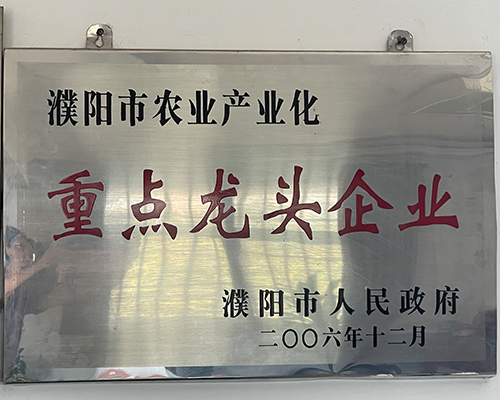 濮阳市农业产业化
重点龙头企业
濮阳市人民政府
二〇〇六年十二月